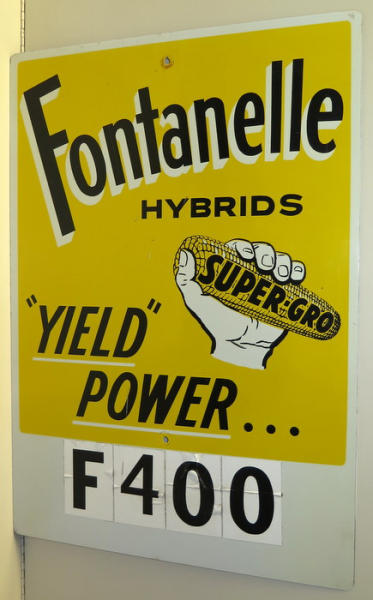 Fontanelle
HYBRIDS
SUPER-GRO
"YIELD"
POWER...
F400